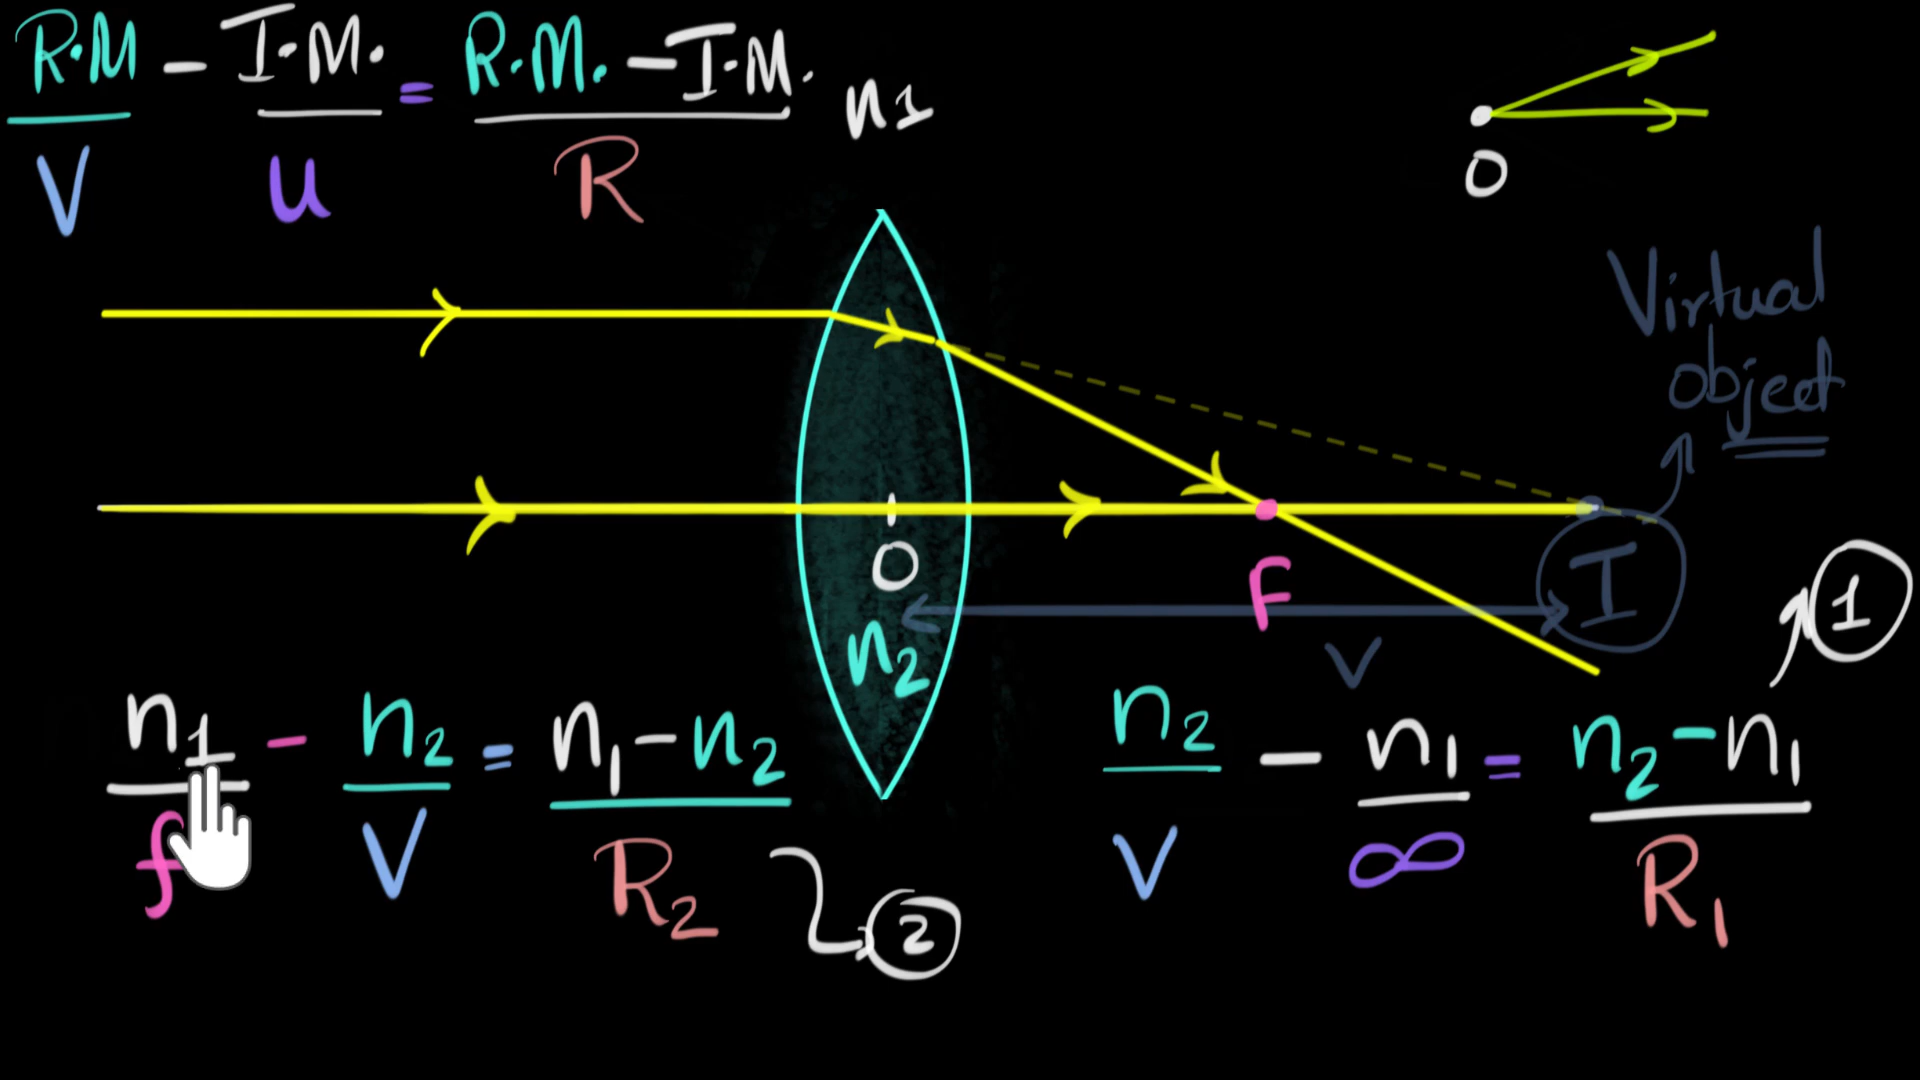 R.M / V - I.M. / u = R.M. - I.M. / R
n1
O
Virtual
object
O
n2
F
I
V
1
n1 / f - n2 / V = n1 - n2 / R2
2
n2 / V - n1 / ∞ = n2 - n1 / R1